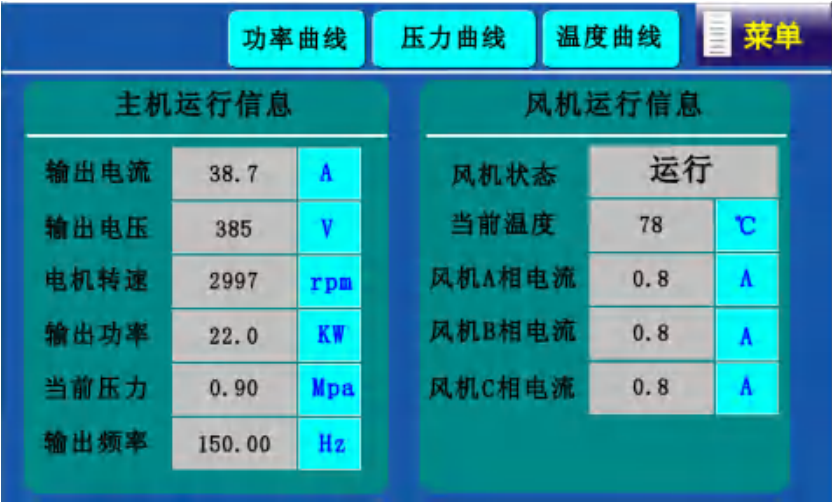 功率曲线 压力曲线 温度曲线 菜单
主机运行信息
输出电流 38.7 A
输出电压 385 V
电机转速 2997 rpm
输出功率 22.0 KW
当前压力 0.90 Mpa
输出频率 150.00 Hz
风机运行信息
风机状态 运行
当前温度 78 ℃
风机A相电流 0.8 A
风机B相电流 0.8 A
风机C相电流 0.8 A